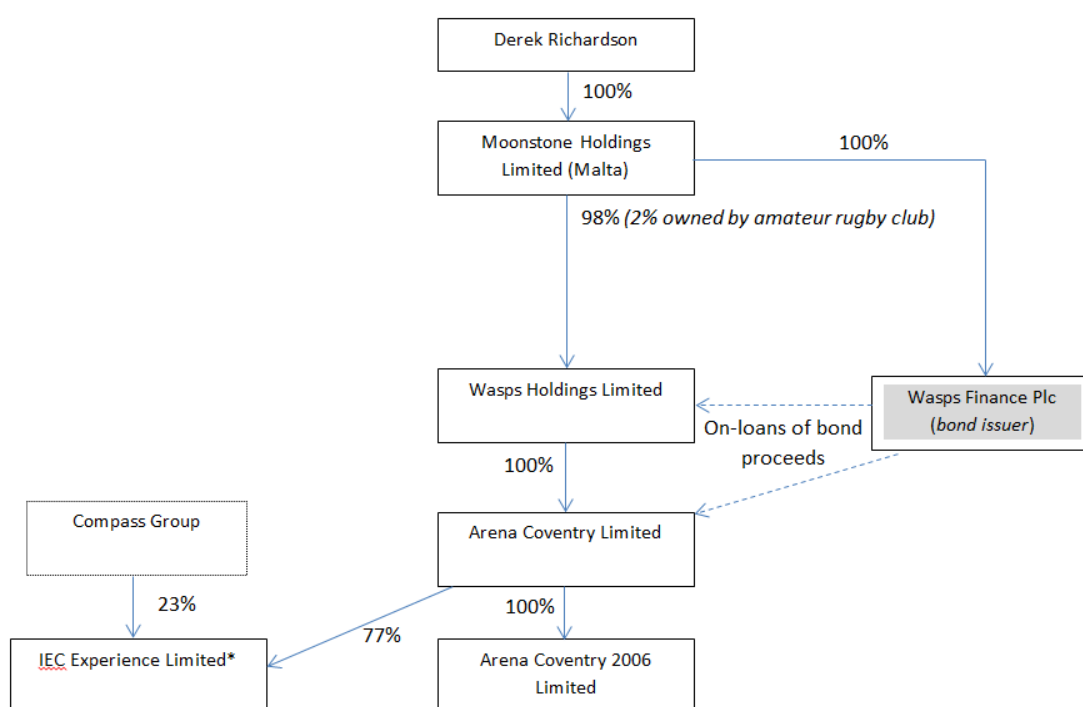 Derek Richardson
100%
Moonstone Holdings
Limited (Malta)
100%
98% (2% owned by amateur rugby club)
Wasps Holdings Limited
Wasps Finance Plc
(bond issuer)
On-loans of bond
proceeds
100%
Compass Group
Arena Coventry Limited
23%
100%
77%
IEC Experience Limited*
Arena Coventry 2006
Limited